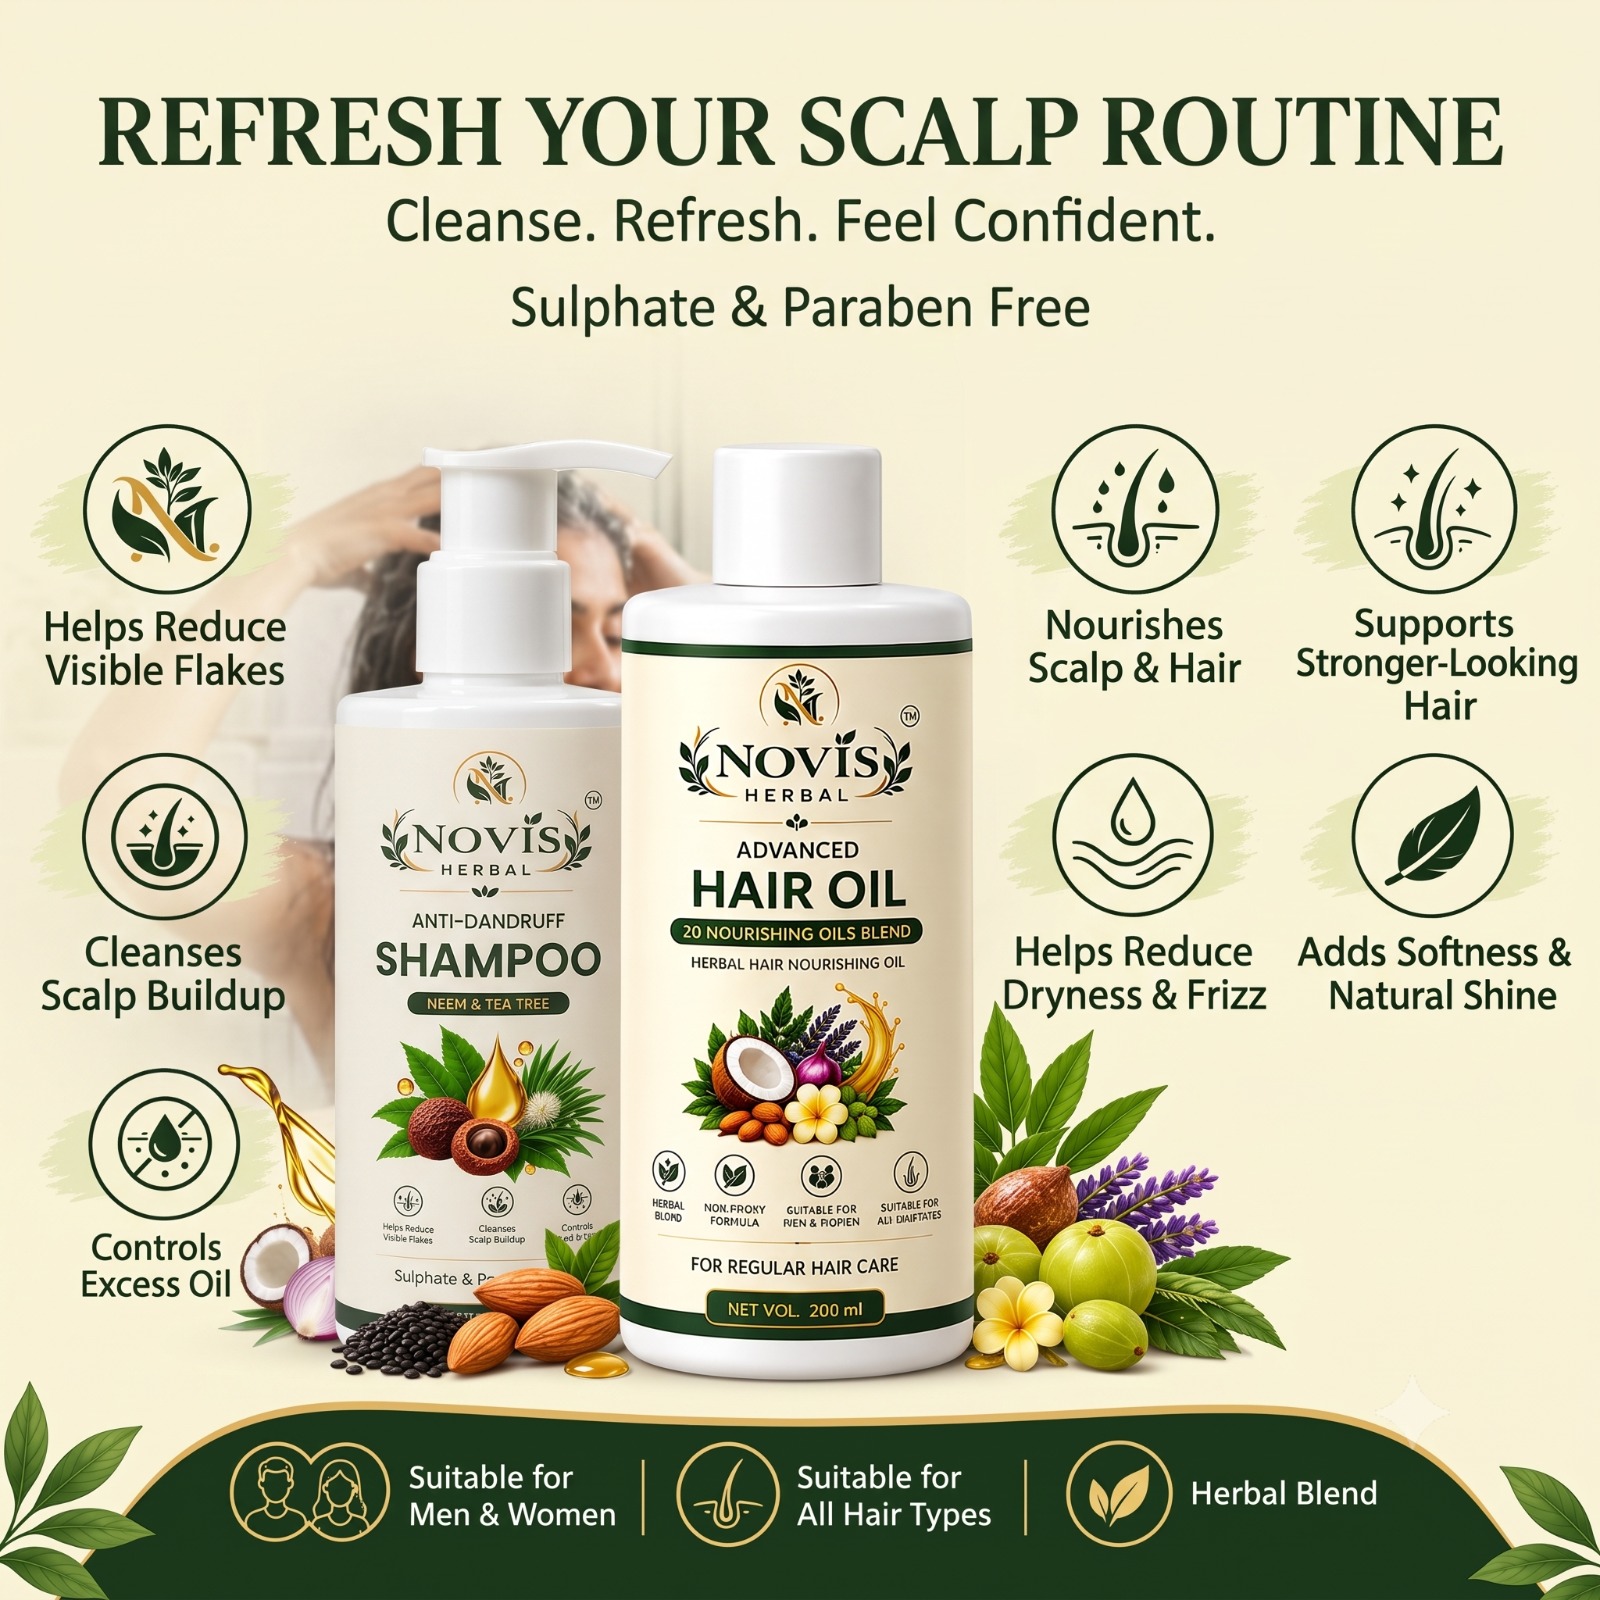 REFRESH YOUR SCALP ROUTINE
Cleanse. Refresh. Feel Confident.
Sulphate & Paraben Free
Helps Reduce
Visible Flakes
Cleanses
Scalp Buildup
Controls
Excess Oil
NOVIS
TM
HERBAL
ANTI-DANDRUFF
SHAMPOO
NEEM & TEA TREE
Helps Reduce
Visible Flakes
Cleanses
Scalp Buildup
Controls
Sulphate &
NOVIS
TM
HERBAL
ADVANCED
HAIR OIL
20 NOURISHING OILS BLEND
HERBAL HAIR NOURISHING OIL
HERBAL
FORMULA
SUITABLE FOR
FOR REGULAR HAIR CARE
NET VOL. 200 ml
Nourishes
Scalp & Hair
Supports
Stronger-Looking
Hair
Helps Reduce
Dryness & Frizz
Adds Softness &
Natural Shine
Suitable for
Men & Women
Suitable for
All Hair Types
Herbal Blend